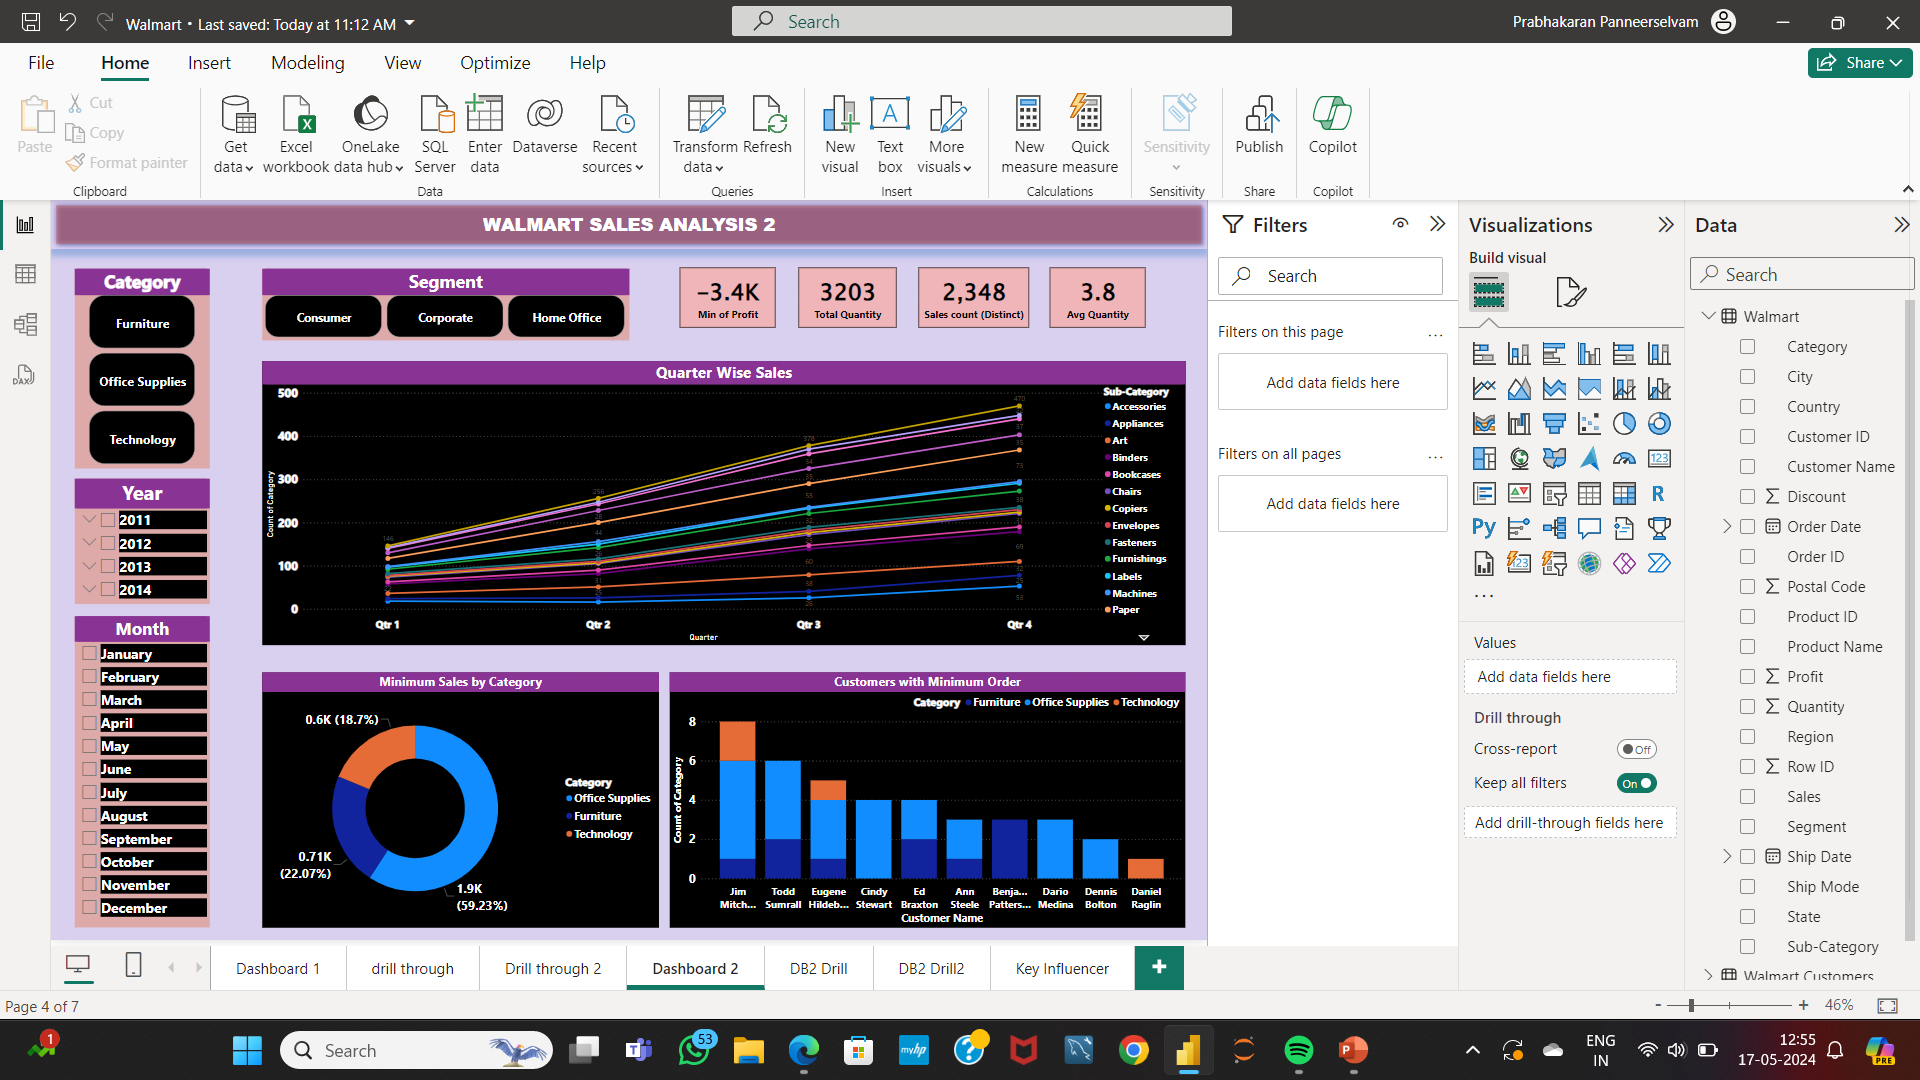 Walmart • Last saved: Today at 11:12 AM
Search
Prabhakaran Panneerselvam
File
Home
Insert
Modeling
View
Optimize
Help
Share
Paste
Cut
Copy
Format painter
Clipboard
Get data
Excel workbook
OneLake data hub
SQL Server
Enter data
Dataverse
Recent sources
Data
Transform data
Refresh
Queries
New visual
Text box
More visuals
Insert
New measure
Quick measure
Calculations
Sensitivity
Sensitivity
Publish
Share
Copilot
Copilot
WALMART SALES ANALYSIS 2
Category
Furniture
Office Supplies
Technology
Year
2011
2012
2013
2014
Month
January
February
March
April
May
June
July
August
September
October
November
December
Segment
Consumer
Corporate
Home Office
-3.4K
Min of Profit
3203
Total Quantity
2,348
Sales count (Distinct)
3.8
Avg Quantity
Quarter Wise Sales
500
400
300
200
100
0
Count of Category
Qtr 1
Qtr 2
Qtr 3
Qtr 4
Quarter
Sub-Category
Accessories
Appliances
Art
Binders
Bookcases
Chairs
Copiers
Envelopes
Fasteners
Furnishings
Labels
Machines
Paper
Minimum Sales by Category
0.6K (18.7%)
0.71K
(22.07%)
1.9K
(59.23%)
Category
Office Supplies
Furniture
Technology
Customers with Minimum Order
Category Furniture Office Supplies Technology
8
6
4
2
0
Count of Category
Jim Mitch...
Todd Sumrall
Eugene Hildeb...
Cindy Stewart
Ed Braxton
Ann Steele
Benja... Patters...
Dario Medina
Dennis Bolton
Daniel Raglin
Customer Name
Filters
Search
Filters on this page
...
Add data fields here
Filters on all pages
...
Add data fields here
Visualizations
Build visual
123
R
Py
123
...
Values
Add data fields here
Drill through
Cross-report
Off
Keep all filters
On
Add drill-through fields here
Data
Search
Walmart
Category
City
Country
Customer ID
Customer Name
Discount
Order Date
Order ID
Postal Code
Product ID
Product Name
Profit
Quantity
Region
Row ID
Sales
Segment
Ship Date
Ship Mode
State
Sub-Category
Walmart Customers
Dashboard 1
drill through
Drill through 2
Dashboard 2
DB2 Drill
DB2 Drill2
Key Influencer
+
Page 4 of 7
- + 46%
1
Search
53
myhp
ENG
IN
12:55
17-05-2024
PRE